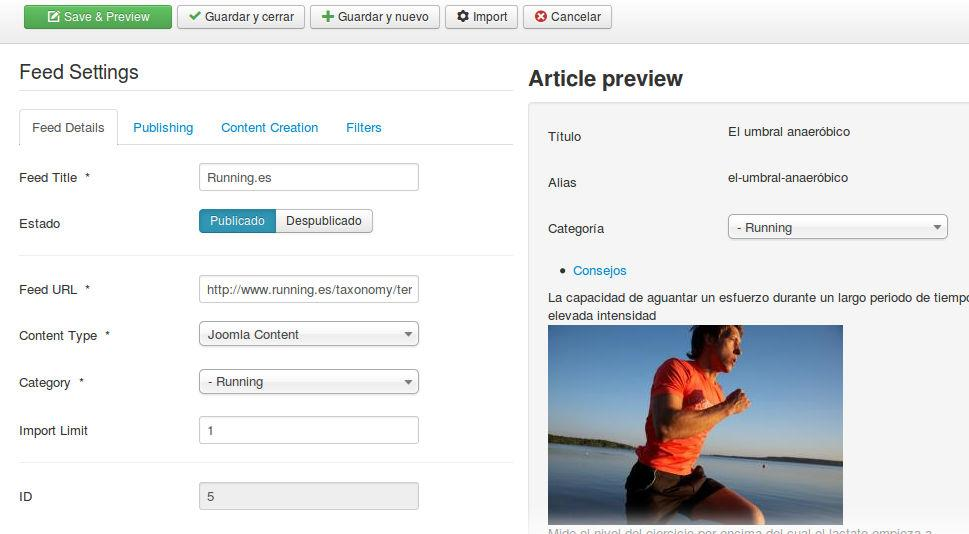 Save & Preview Guardar y cerrar Guardar y nuevo Import Cancelar
Feed Settings
Feed Details Publishing Content Creation Filters
Feed Title * Running.es
Estado Publicado Despublicado
Feed URL * http://www.running.es/taxonomy/ter
Content Type * Joomla Content
Category * - Running
Import Limit 1
ID 5
Article preview
Título El umbral anaeróbico
Alias el-umbral-anaeróbico
Categoría - Running
Consejos
La capacidad de aguantar un esfuerzo durante un largo periodo de tiempo
elevada intensidad
Mide el nivel del ejercicio por encima del cual el lactato empieza a